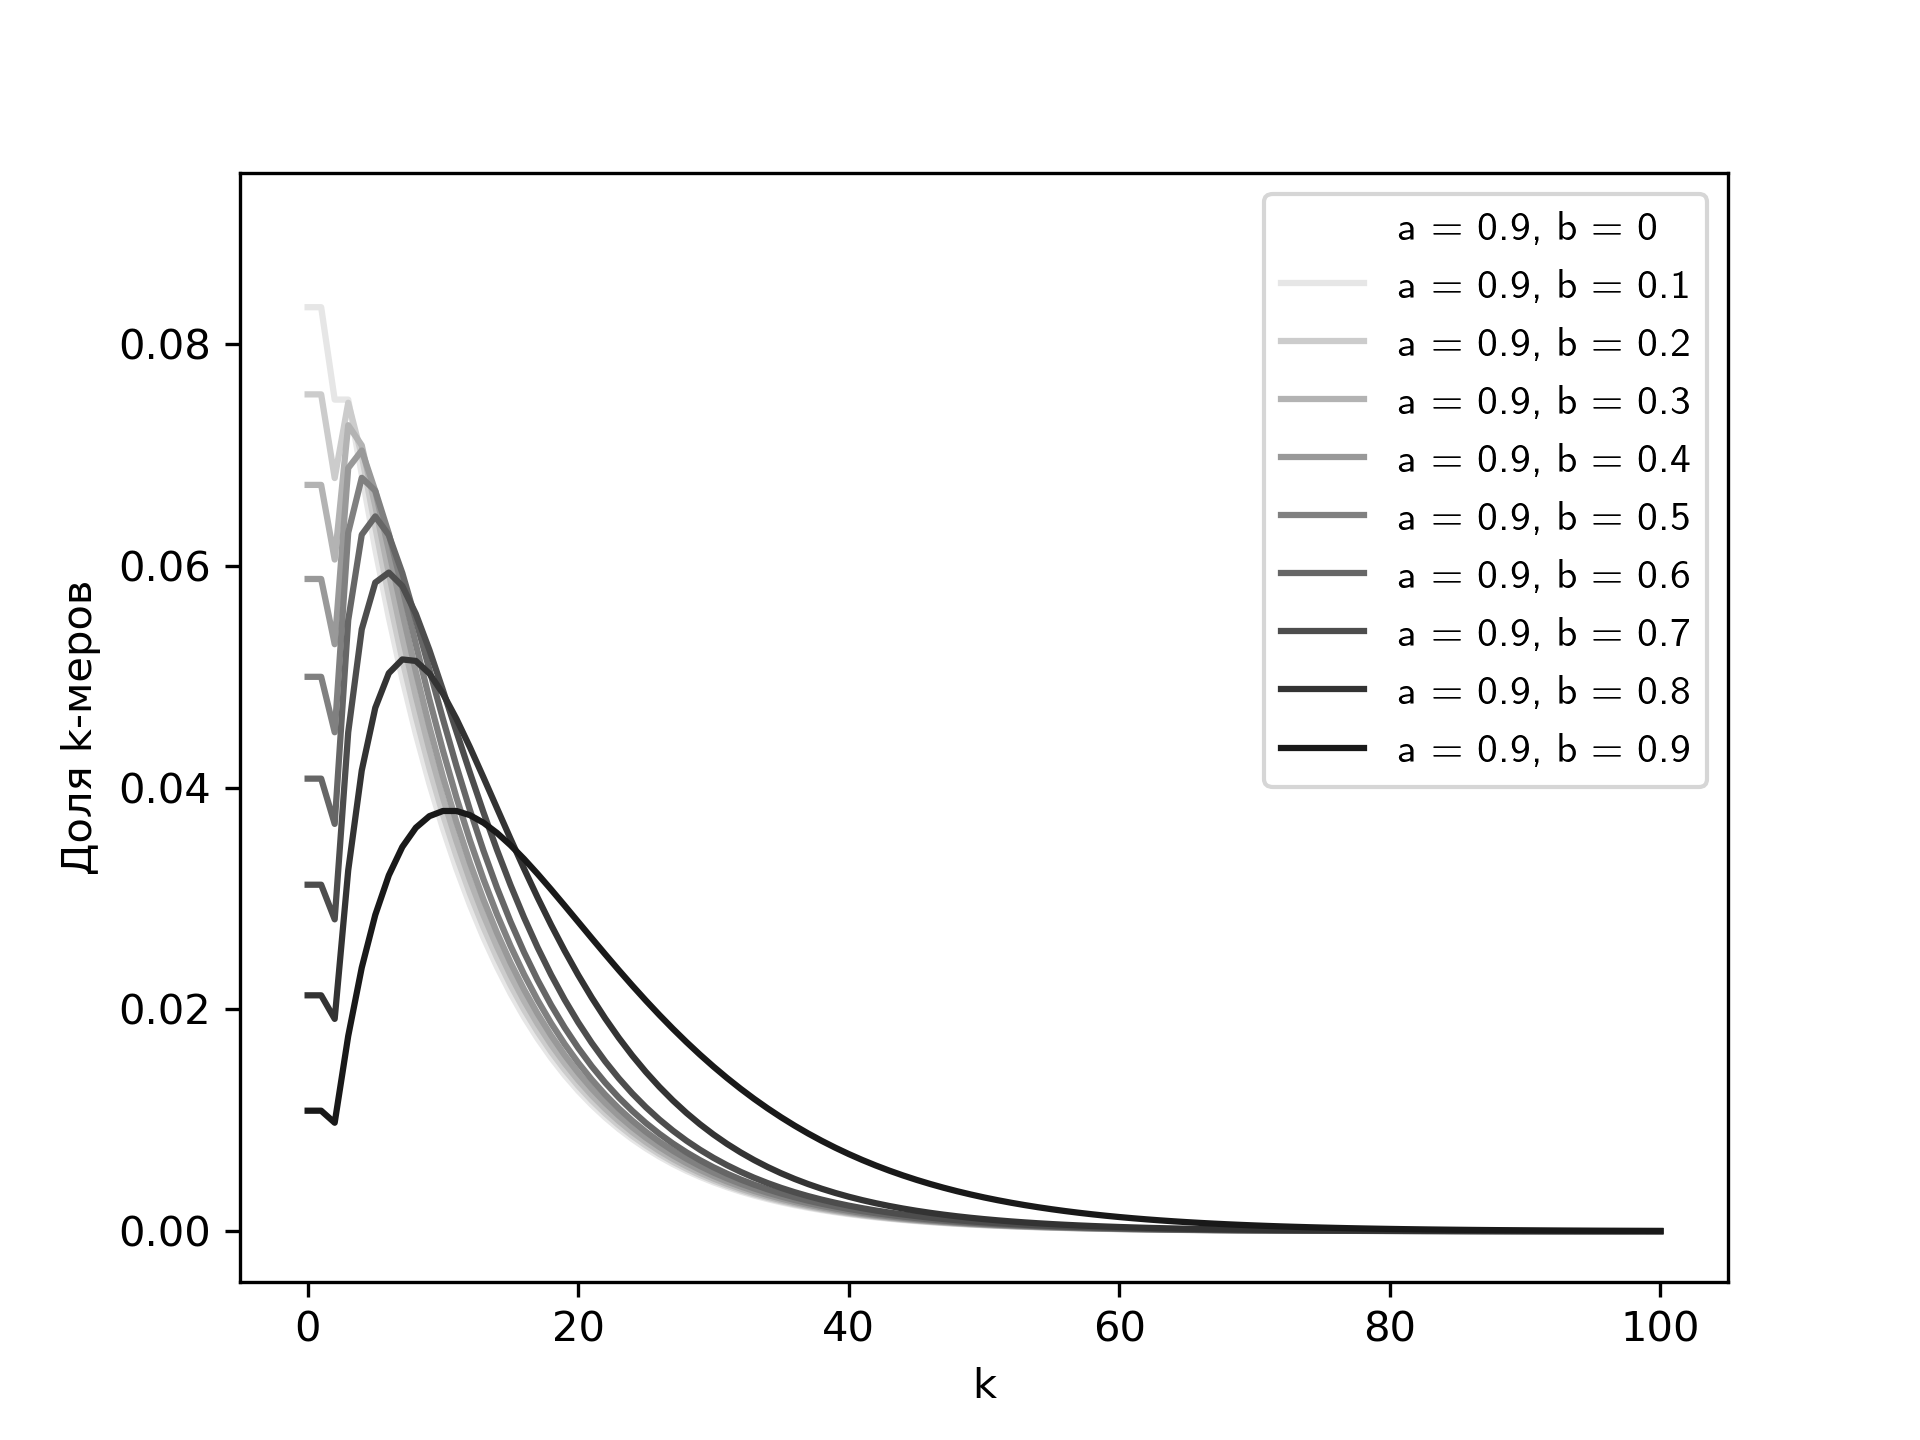 a = 0.9, b = 0
a = 0.9, b = 0.1
a = 0.9, b = 0.2
a = 0.9, b = 0.3
a = 0.9, b = 0.4
a = 0.9, b = 0.5
a = 0.9, b = 0.6
a = 0.9, b = 0.7
a = 0.9, b = 0.8
a = 0.9, b = 0.9
0.08
0.06
0.04
0.02
0.00
Доля k-меров
0 20 40 60 80 100
k